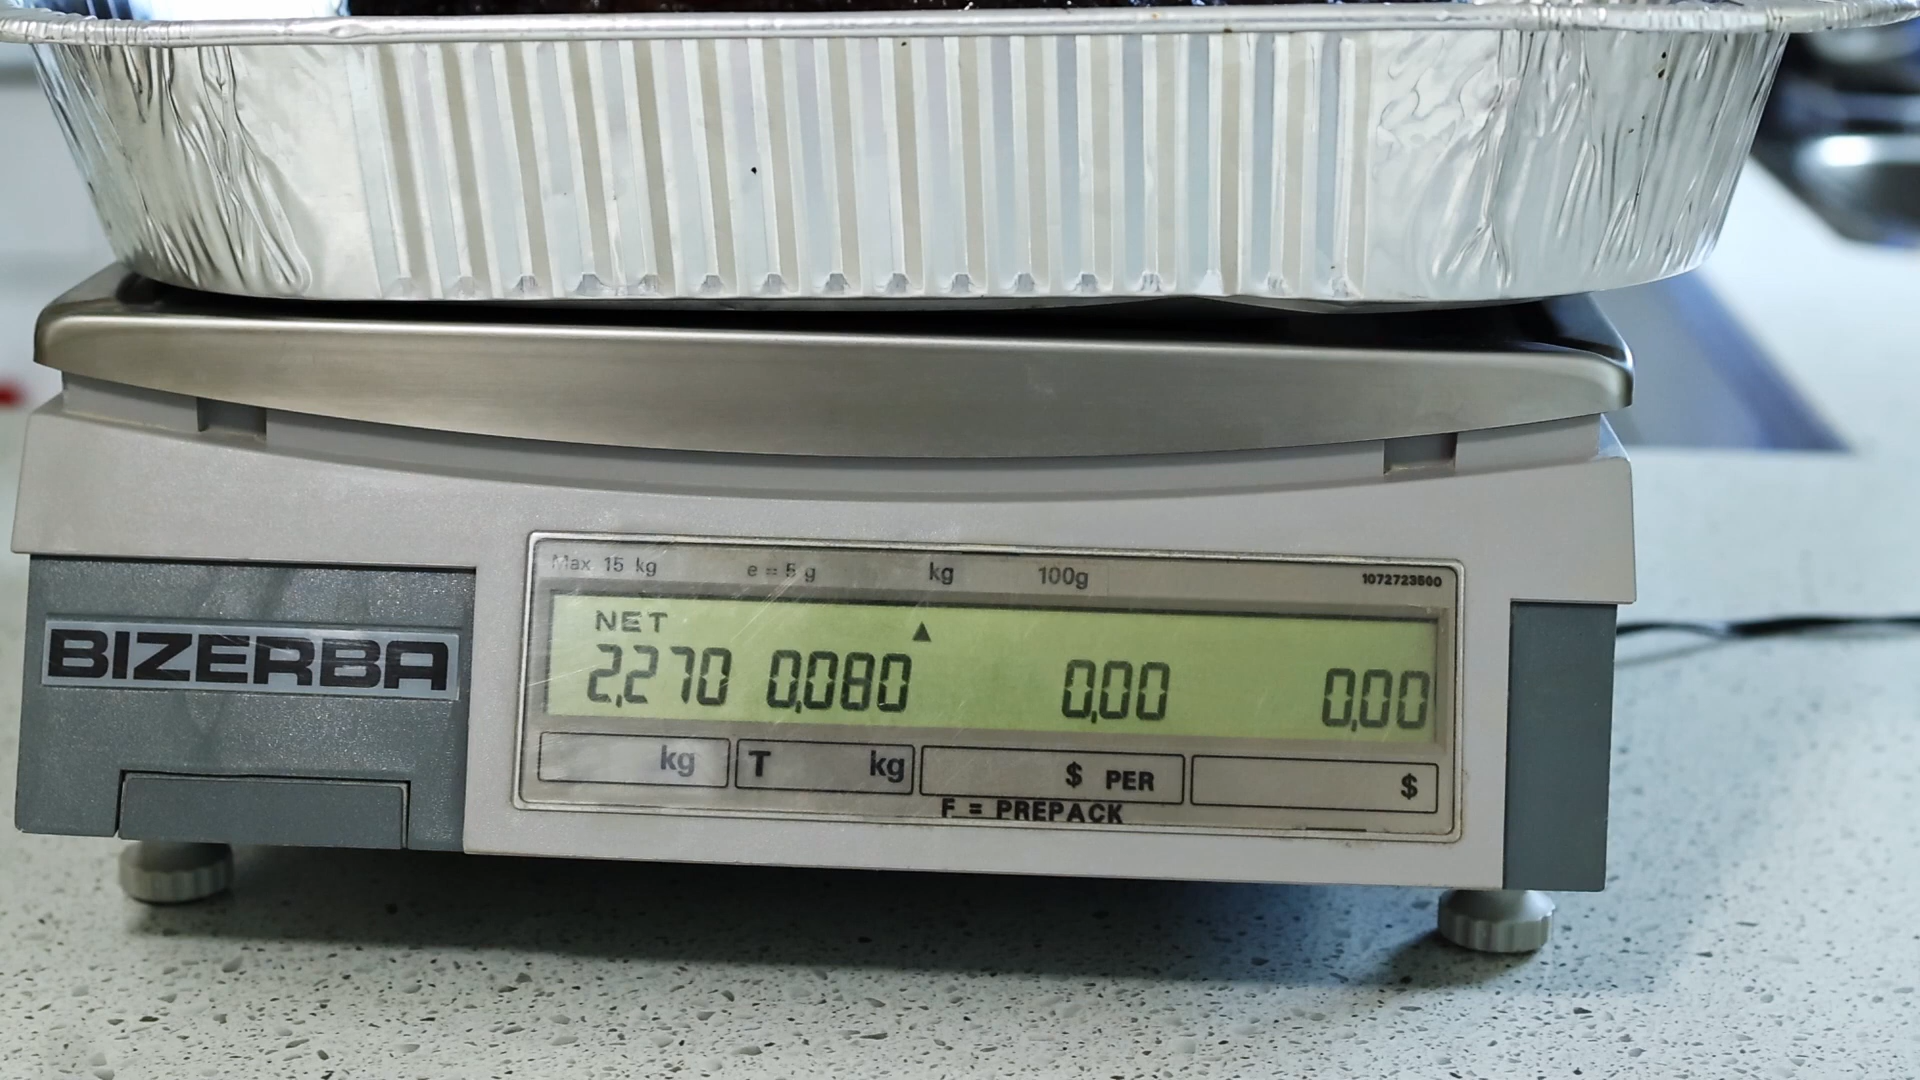 Max 15 kg e = 5 g kg 100g 1072723500
NET
2,270 0,080 0,00 0,00
BIZERBA
kg T kg $ PER $
F = PREPACK